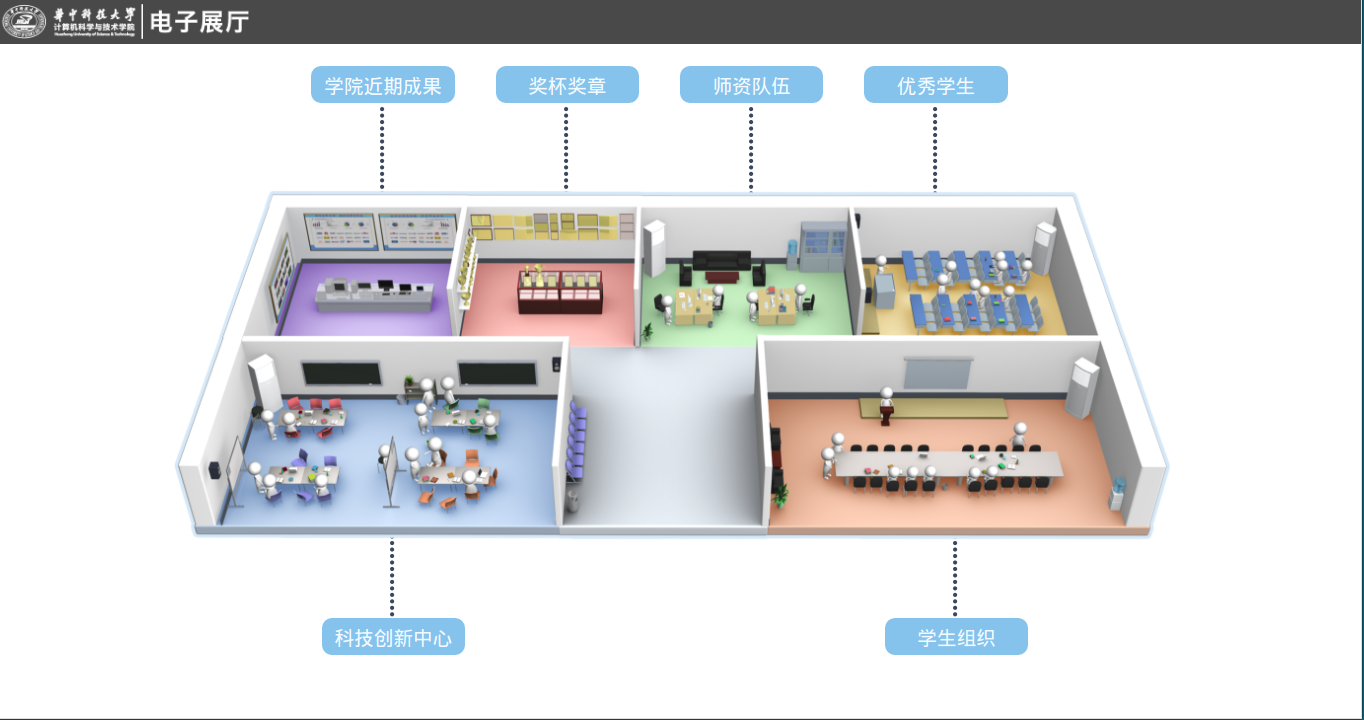 华中科技大学
计算机科学与技术学院
Huazhong University of Science & Technology
电子展厅
学院近期成果
奖杯奖章
师资队伍
优秀学生
科技创新中心
学生组织